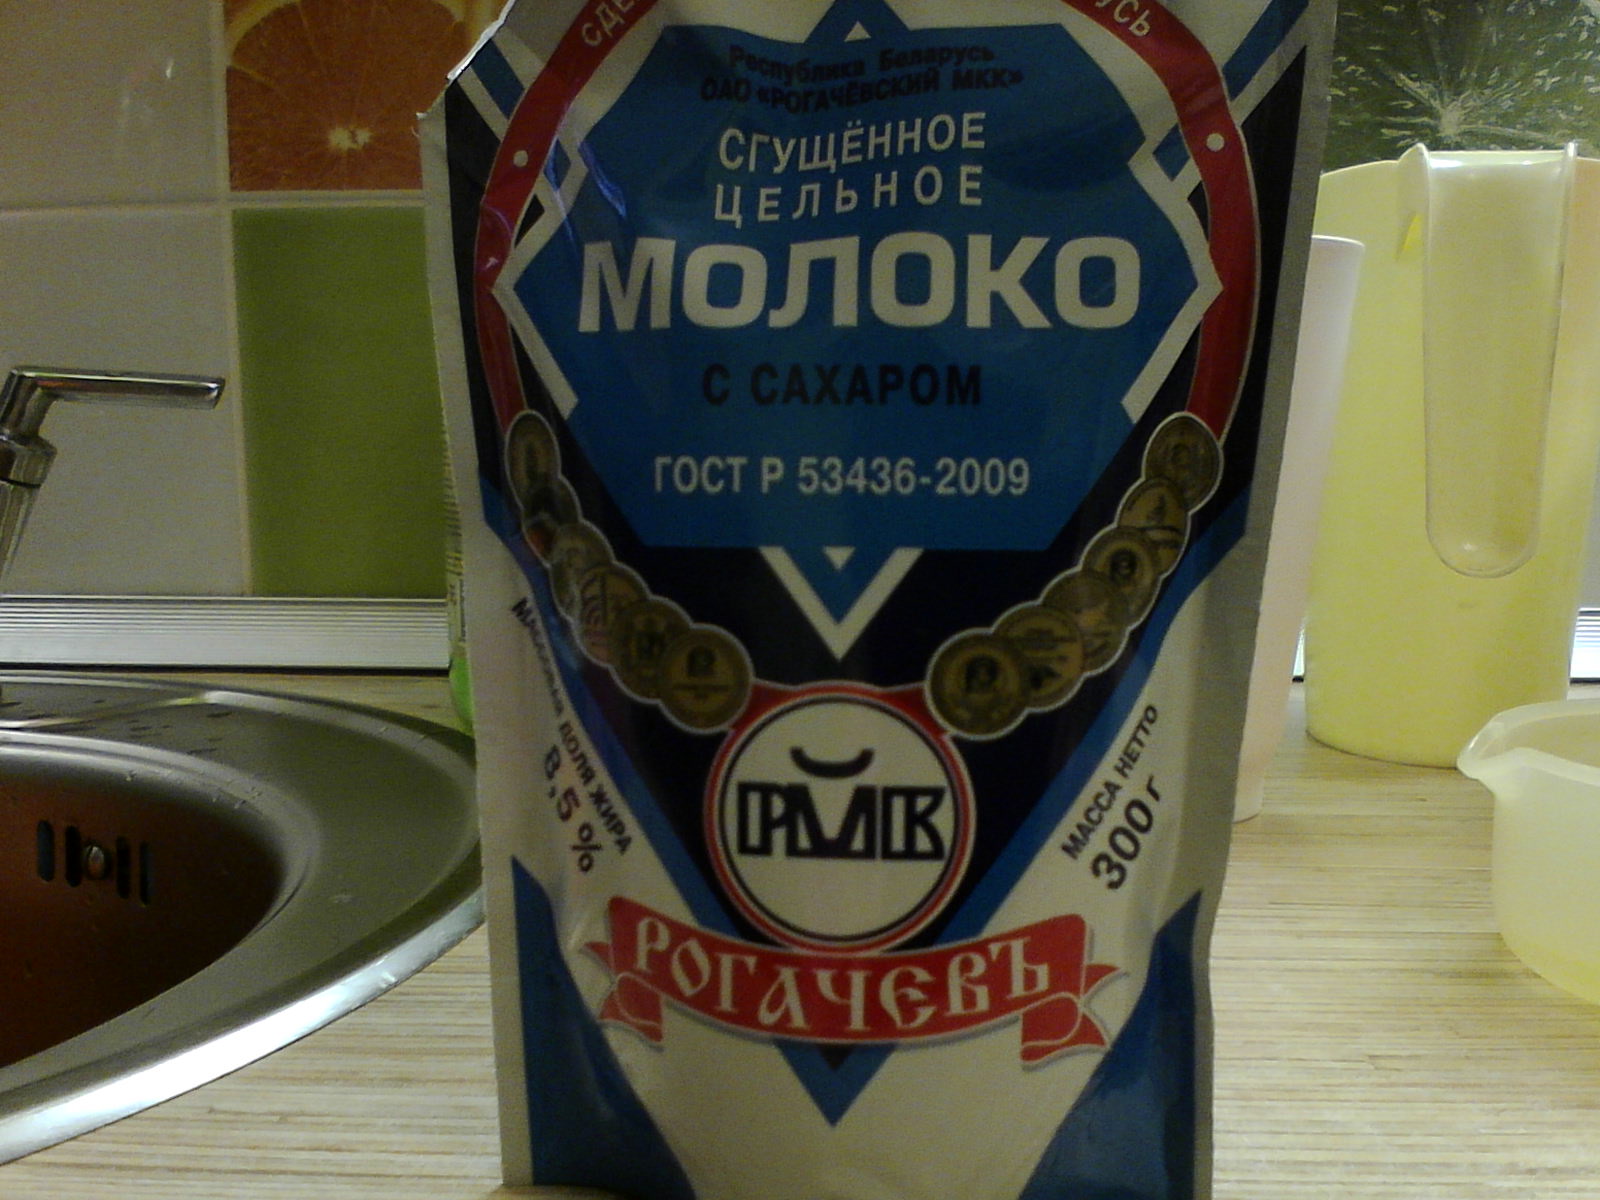 Республика Беларусь
ОАО «РОГАЧЁВСКИЙ МКК»
СГУЩЁННОЕ
ЦЕЛЬНОЕ
МОЛОКО
С САХАРОМ
ГОСТ Р 53436-2009
МАССОВАЯ ДОЛЯ ЖИРА
8,5 %
МАССА НЕТТО
300 г
РМК
РОГАЧЕВЪ